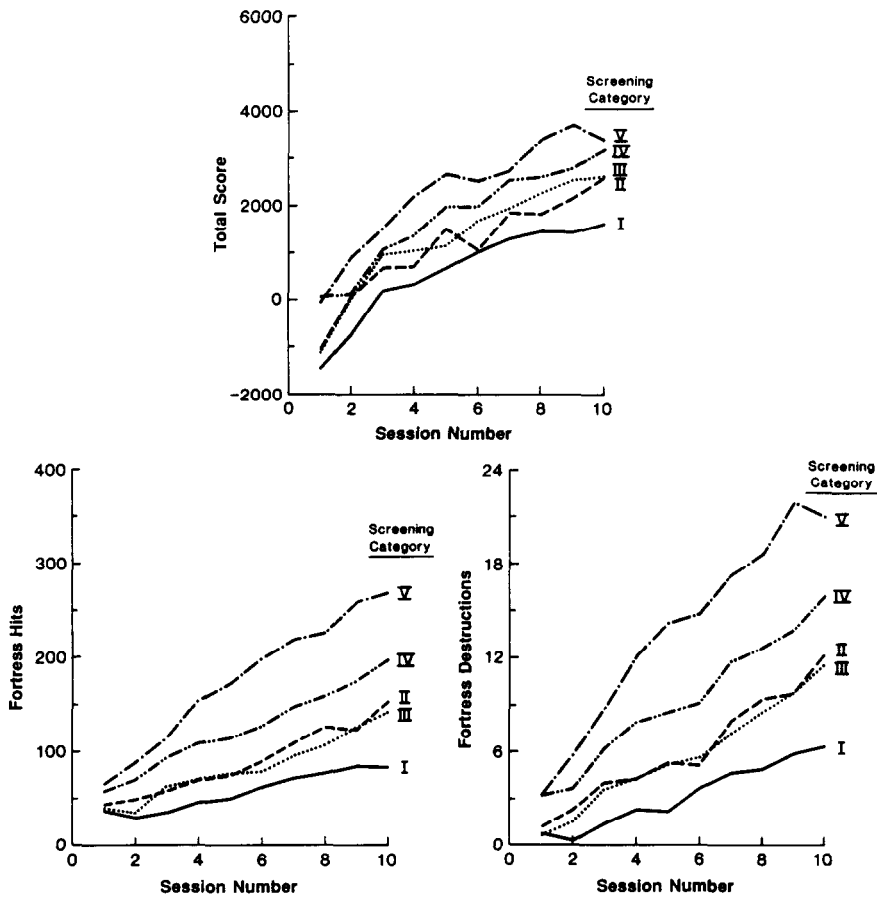 6000
4000
2000
0
-2000
Total Score
0
2
4
6
8
10
Session Number
Screening
Category
V
IV
III
II
I
400
300
200
100
0
Fortress Hits
0
2
4
6
8
10
Session Number
Screening
Category
V
IV
II
III
I
24
18
12
6
0
Fortress Destructions
0
2
4
6
8
10
Session Number
Screening
Category
V
IV
II
III
I